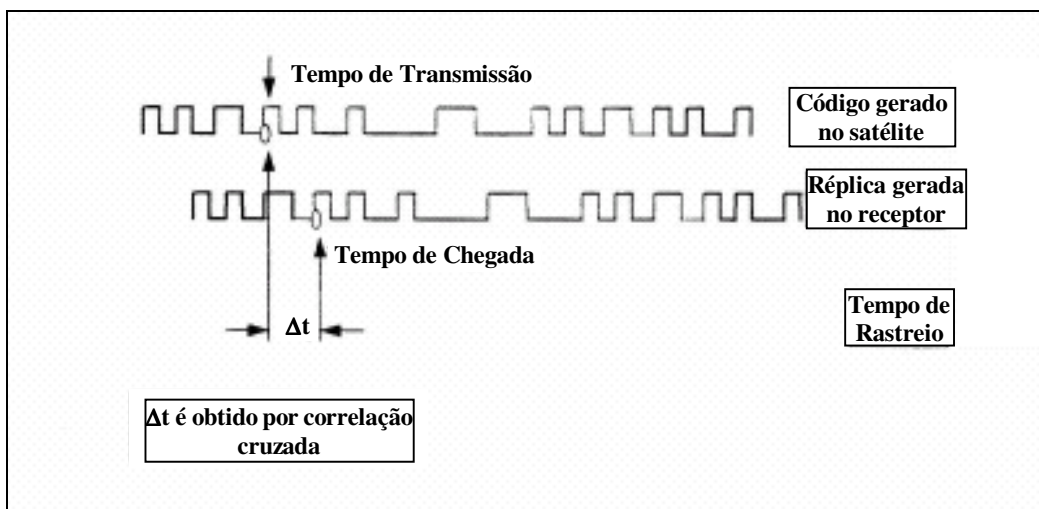 Tempo de Transmissão
Código gerado
no satélite
Réplica gerada
no receptor
Tempo de Chegada
Δt
Tempo de
Rastreio
Δt é obtido por correlação
cruzada